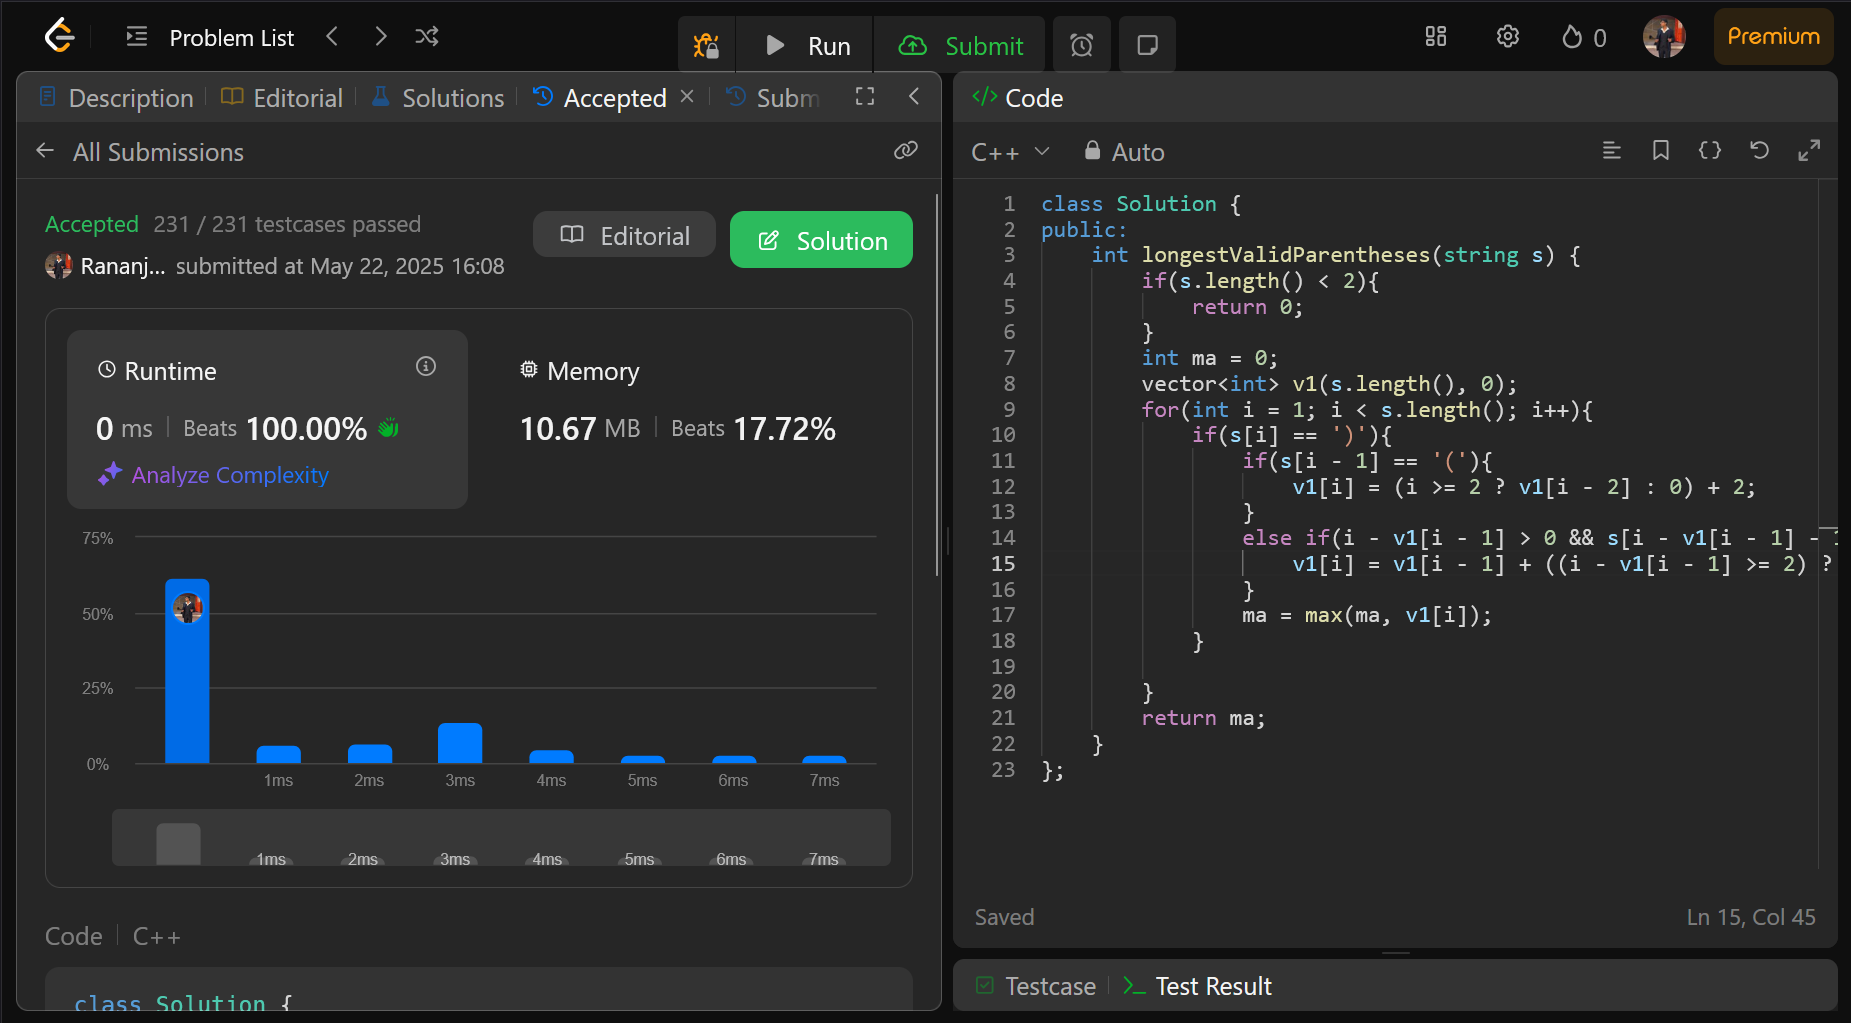 Problem List
Run
Submit
0
Premium
Description
Editorial
Solutions
Accepted
Subm
All Submissions
Accepted 231 / 231 testcases passed
Rananj... submitted at May 22, 2025 16:08
Editorial
Solution
Runtime
0 ms Beats 100.00%
Analyze Complexity
Memory
10.67 MB Beats 17.72%
75%
50%
25%
0%
1ms 2ms 3ms 4ms 5ms 6ms 7ms
1ms 2ms 3ms 4ms 5ms 6ms 7ms
Code C++
class Solution {
</> Code
C++ Auto
1 class Solution {
2 public:
3 int longestValidParentheses(string s) {
4 if(s.length() < 2){
5 return 0;
6 }
7 int ma = 0;
8 vector<int> v1(s.length(), 0);
9 for(int i = 1; i < s.length(); i++){
10 if(s[i] == ')'){
11 if(s[i - 1] == '('){
12 v1[i] = (i >= 2 ? v1[i - 2] : 0) + 2;
13 }
14 else if(i - v1[i - 1] > 0 && s[i - v1[i - 1] - 1
15 v1[i] = v1[i - 1] + ((i - v1[i - 1] >= 2) ?
16 }
17 ma = max(ma, v1[i]);
18 }
19
20 }
21 return ma;
22 }
23 };
Saved
Ln 15, Col 45
Testcase
Test Result